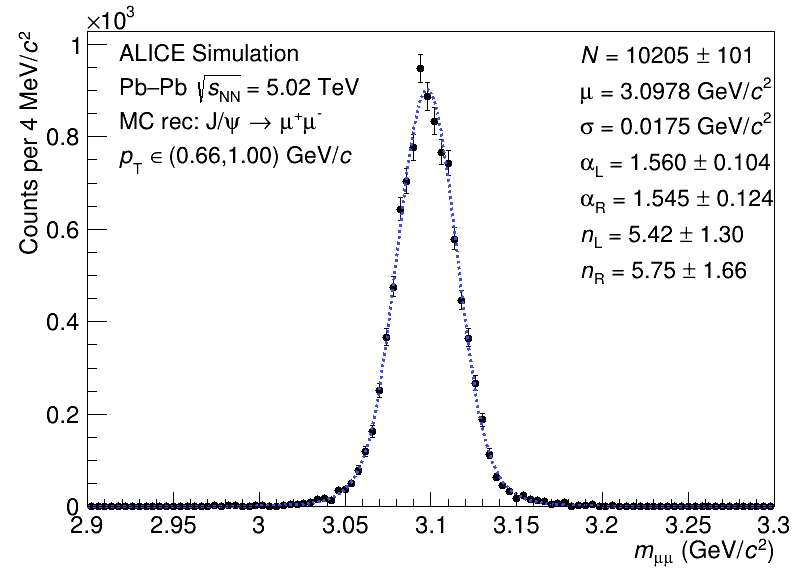 ×10³
Counts per 4 MeV/c²
1
0.8
0.6
0.4
0.2
0
ALICE Simulation
Pb–Pb √s_NN = 5.02 TeV
MC rec: J/ψ → μ⁺μ⁻
p_T ∈ (0.66,1.00) GeV/c
N = 10205 ± 101
μ = 3.0978 GeV/c²
σ = 0.0175 GeV/c²
α_L = 1.560 ± 0.104
α_R = 1.545 ± 0.124
n_L = 5.42 ± 1.30
n_R = 5.75 ± 1.66
2.9 2.95 3 3.05 3.1 3.15 3.2 3.25 3.3
m_μμ (GeV/c²)